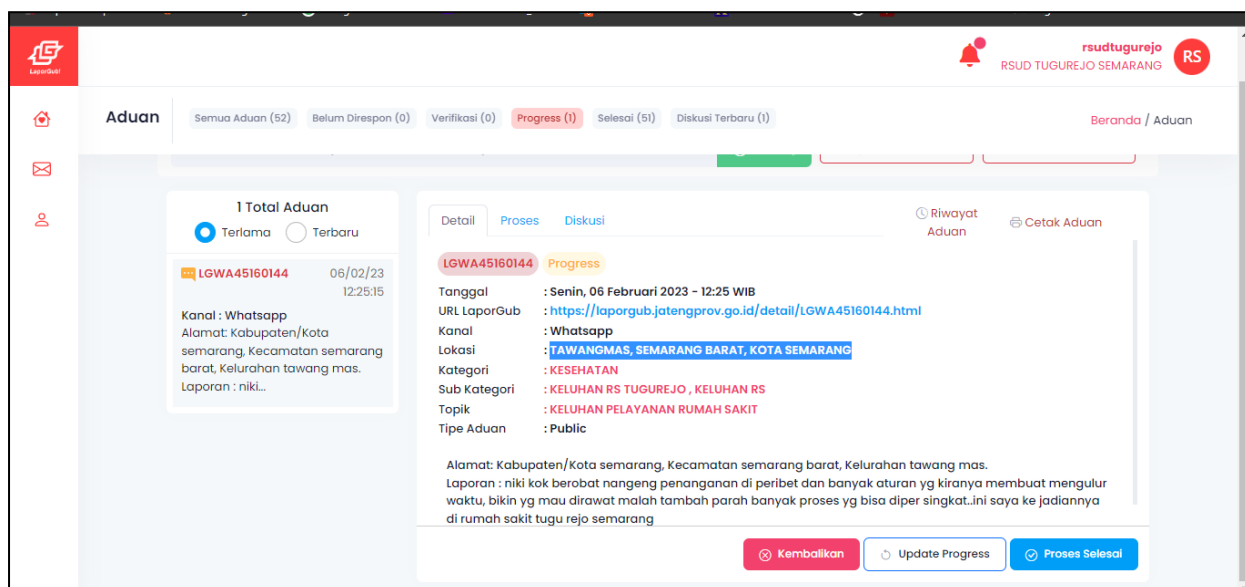 LaporGub!
rsudtugurejo
RSUD TUGUREJO SEMARANG
RS
Aduan
Semua Aduan (52) Belum Direspon (0) Verifikasi (0) Progress (1) Selesai (51) Diskusi Terbaru (1)
Beranda / Aduan
1 Total Aduan
Terlama Terbaru
LGWA45160144 06/02/23
12:25:15
Kanal : Whatsapp
Alamat: Kabupaten/Kota
semarang, Kecamatan semarang
barat, Kelurahan tawang mas.
Laporan : niki...
Detail Proses Diskusi
Riwayat
Aduan
Cetak Aduan
LGWA45160144 Progress
Tanggal : Senin, 06 Februari 2023 - 12:25 WIB
URL LaporGub : https://laporgub.jatengprov.go.id/detail/LGWA45160144.html
Kanal : Whatsapp
Lokasi : TAWANGMAS, SEMARANG BARAT, KOTA SEMARANG
Kategori : KESEHATAN
Sub Kategori : KELUHAN RS TUGUREJO , KELUHAN RS
Topik : KELUHAN PELAYANAN RUMAH SAKIT
Tipe Aduan : Public
Alamat: Kabupaten/Kota semarang, Kecamatan semarang barat, Kelurahan tawang mas.
Laporan : niki kok berobat nangeng penanganan di peribet dan banyak aturan yg kiranya membuat mengulur
waktu, bikin yg mau dirawat malah tambah parah banyak proses yg bisa diper singkat..ini saya ke jadiannya
di rumah sakit tugu rejo semarang
Kembalikan Update Progress Proses Selesai